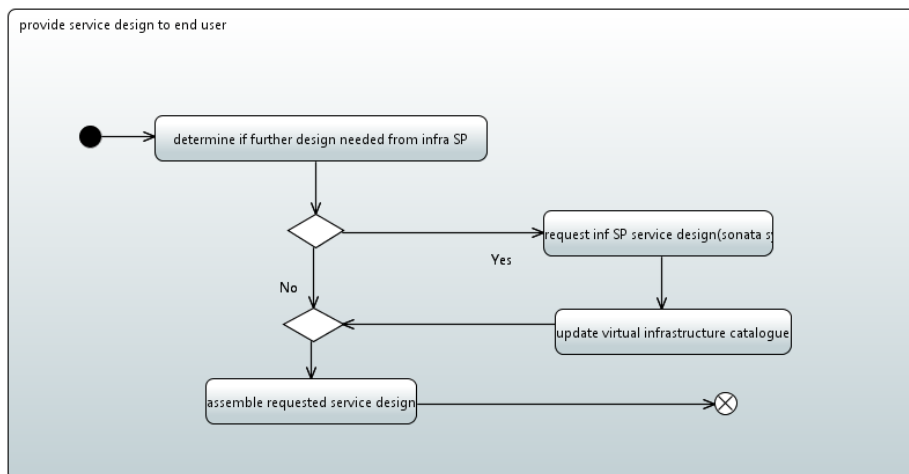 provide service design to end user
determine if further design needed from infra SP
request inf SP service design(sonata
Yes
No
update virtual infrastructure catalogue
assemble requested service design